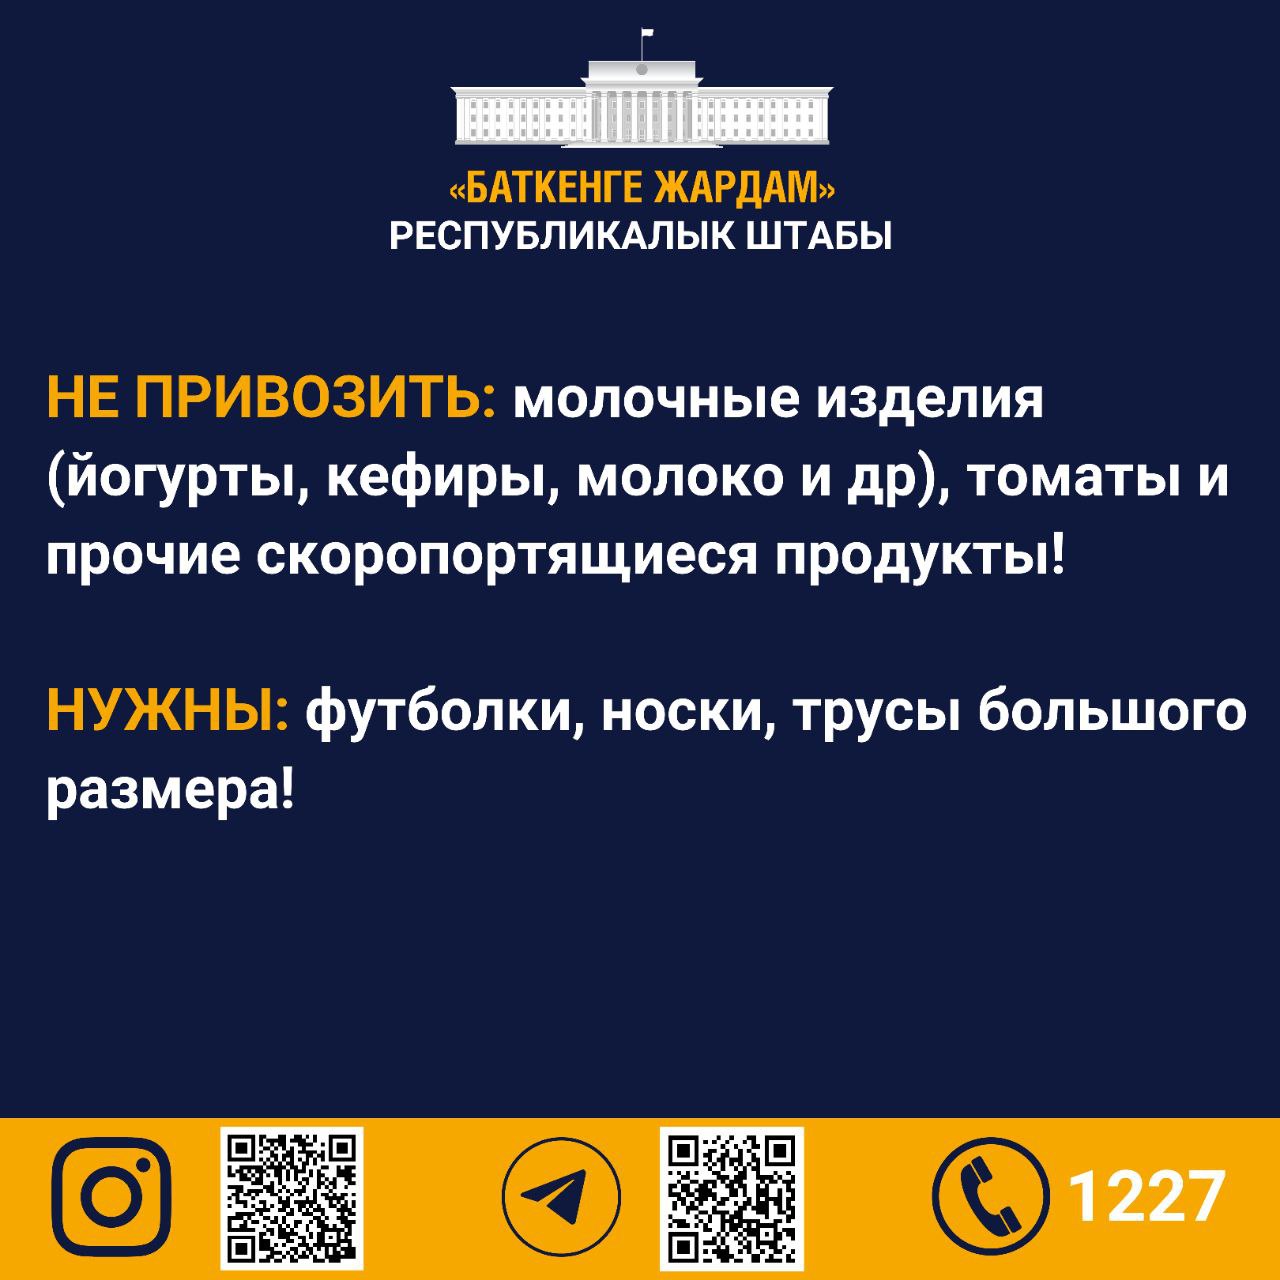 «БАТКЕНГЕ ЖАРДАМ»
РЕСПУБЛИКАЛЫК ШТАБЫ
НЕ ПРИВОЗИТЬ: молочные изделия
(йогурты, кефиры, молоко и др), томаты и
прочие скоропортящиеся продукты!
НУЖНЫ: футболки, носки, трусы большого
размера!
1227